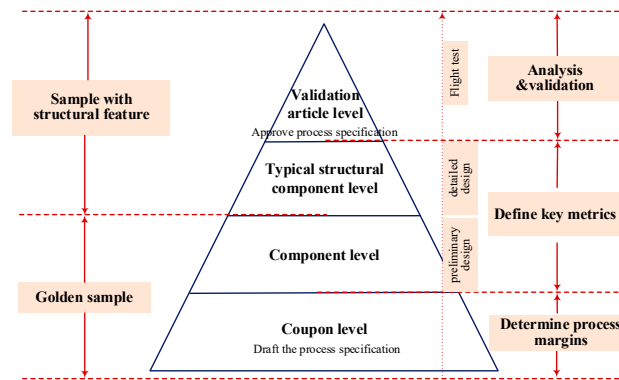 Sample with
structural feature
Golden sample
Validation
article level
Approve process specification
Typical structural
component level
Component level
Coupon level
Draft the process specification
Flight test
detailed
design
preliminary
design
Analysis
&validation
Define key metrics
Determine process
margins